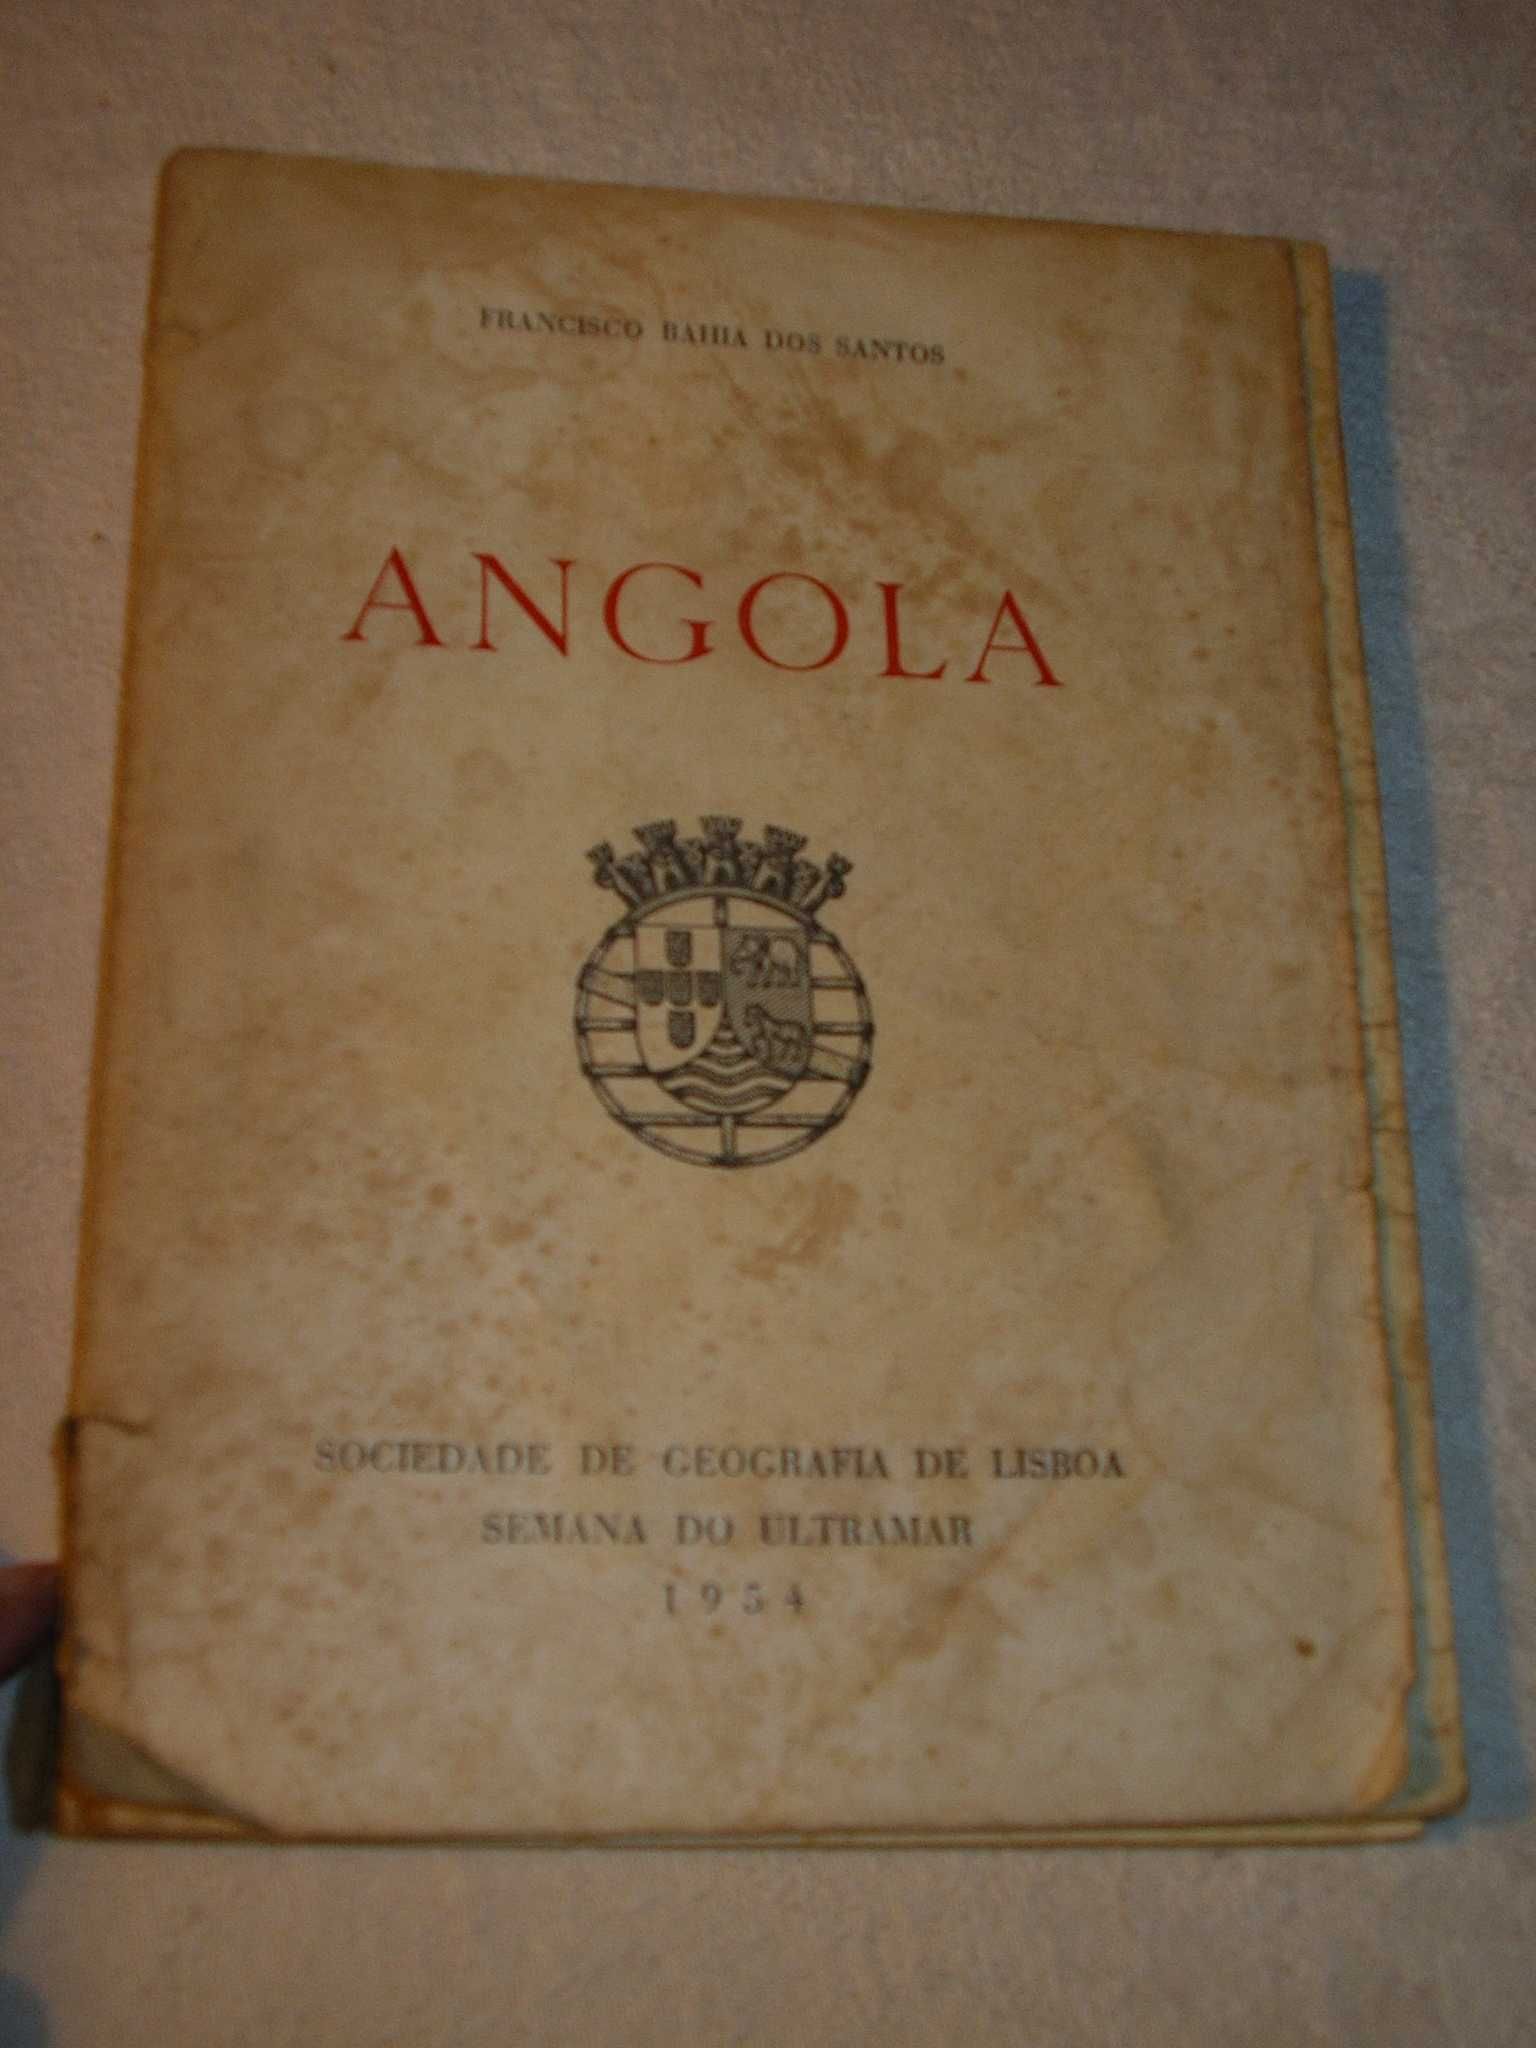 FRANCISCO BAHIA DOS SANTOS
ANGOLA
SOCIEDADE DE GEOGRAFIA DE LISBOA
SEMANA DO ULTRAMAR
1954